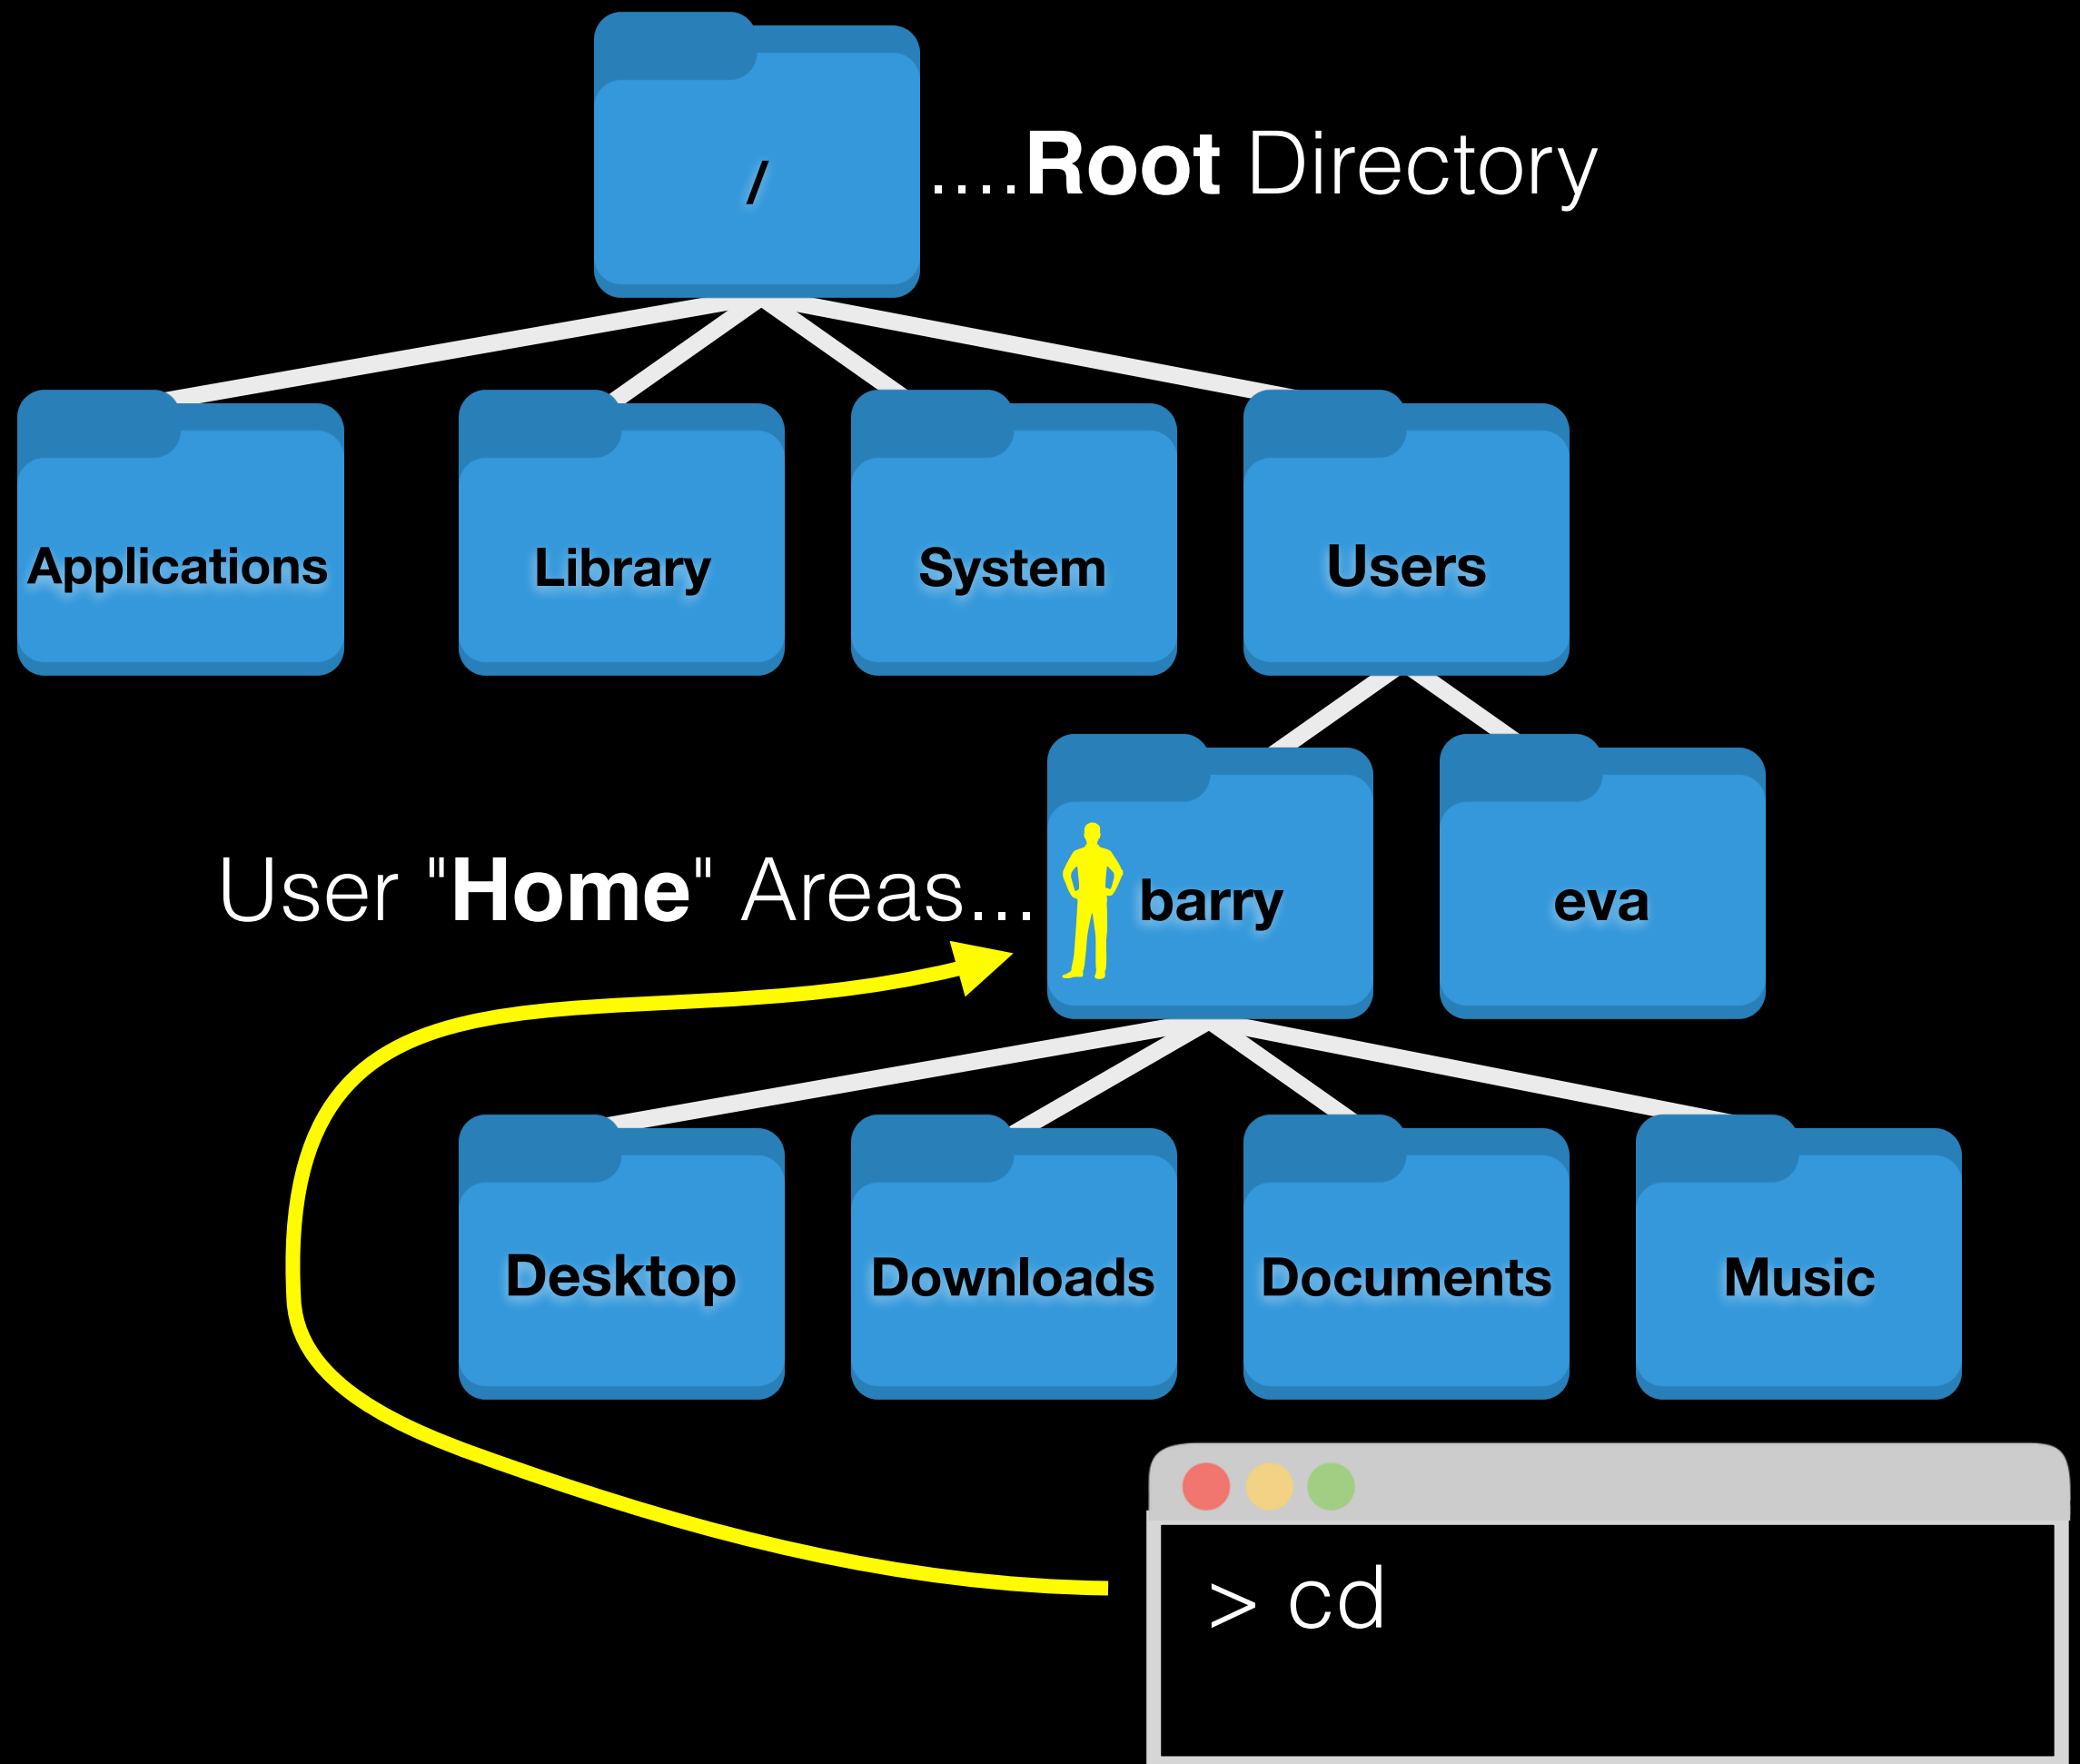 /
....Root Directory
Applications
Library
System
Users
User "Home" Areas...
barry
eva
Desktop
Downloads
Documents
Music
> cd